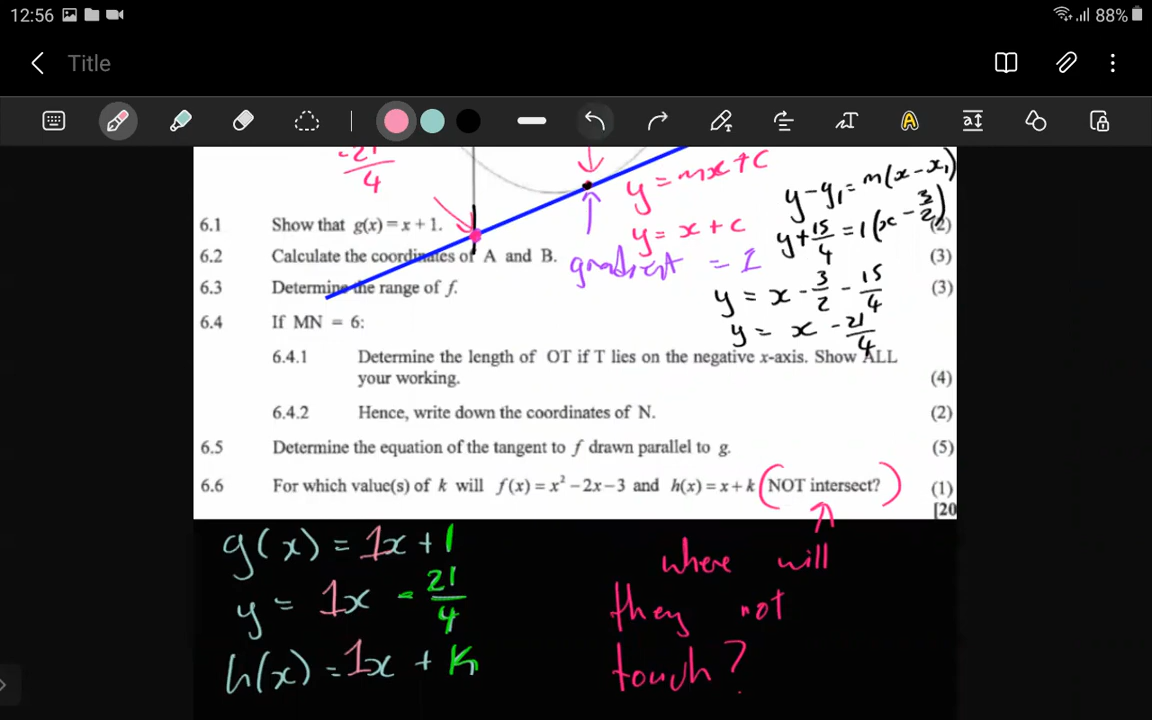 12:56 88%
Title
-21/4
y = mx + c
y - y₁ = m(x - x₁)
6.1 Show that g(x) = x + 1. (2)
y = x + c
y + 15/4 = 1(x - 3/2)
6.2 Calculate the coordinates of A and B. (3)
gradient = 1
6.3 Determine the range of f. (3)
y = x - 3/2 - 15/4
6.4 If MN = 6:
y = x - 21/4
6.4.1 Determine the length of OT if T lies on the negative x-axis. Show ALL
your working. (4)
6.4.2 Hence, write down the coordinates of N. (2)
6.5 Determine the equation of the tangent to f drawn parallel to g. (5)
6.6 For which value(s) of k will f(x) = x² - 2x - 3 and h(x) = x + k (NOT intersect?) (1)
[20
g(x) = 1x + 1
y = 1x - 21/4
h(x) = 1x + k
where will
they not
touch?